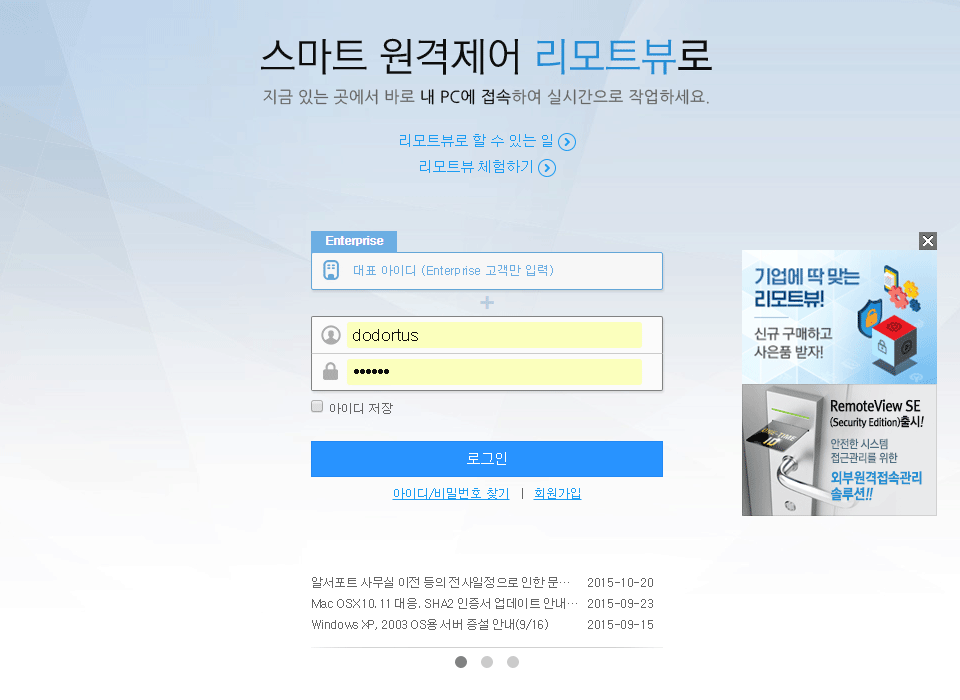 스마트 원격제어 리모트뷰로
지금 있는 곳에서 바로 내 PC에 접속하여 실시간으로 작업하세요.
리모트뷰로 할 수 있는 일
리모트뷰 체험하기
Enterprise
대표 아이디 (Enterprise 고객만 입력)
+
dodortus
••••••
아이디 저장
로그인
아이디/비밀번호 찾기 | 회원가입
기업에 딱 맞는
리모트뷰!
신규 구매하고
사은품 받자!
ONE-TIME
ID
RemoteView SE
(Security Edition)출시!
안전한 시스템
접근관리를 위한
외부원격접속관리
솔루션!!
알서포트 사무실 이전 등의 전사일정으로 인한 문… 2015-10-20
Mac OSX10.11 대응. SHA2 인증서 업데이트 안내… 2015-09-23
Windows XP, 2003 OS용 서버 증설 안내(9/16) 2015-09-15